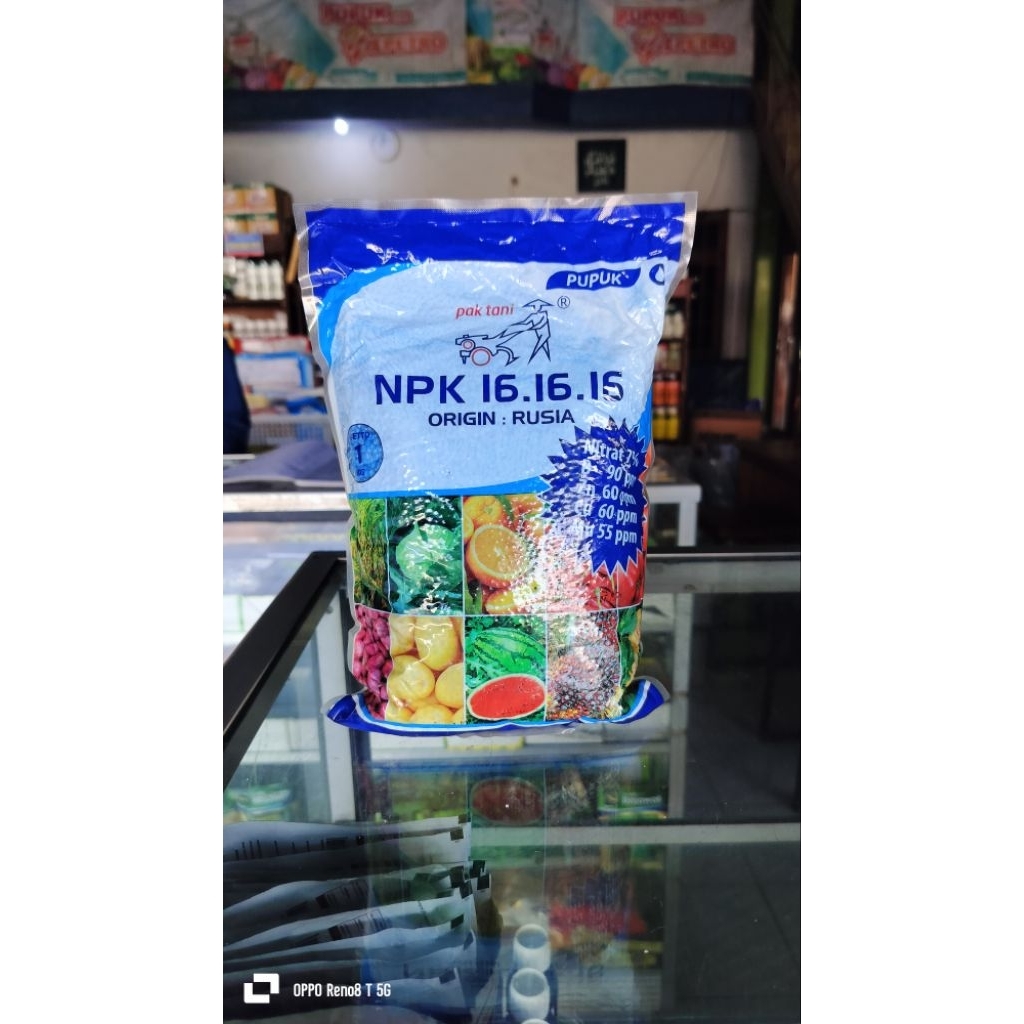 PUPUK
pak tani ®
NPK 16.16.16
ORIGIN : RUSIA
1
Nitrat 7%
60 ppm
60 ppm
55 ppm
OPPO Reno8 T 5G